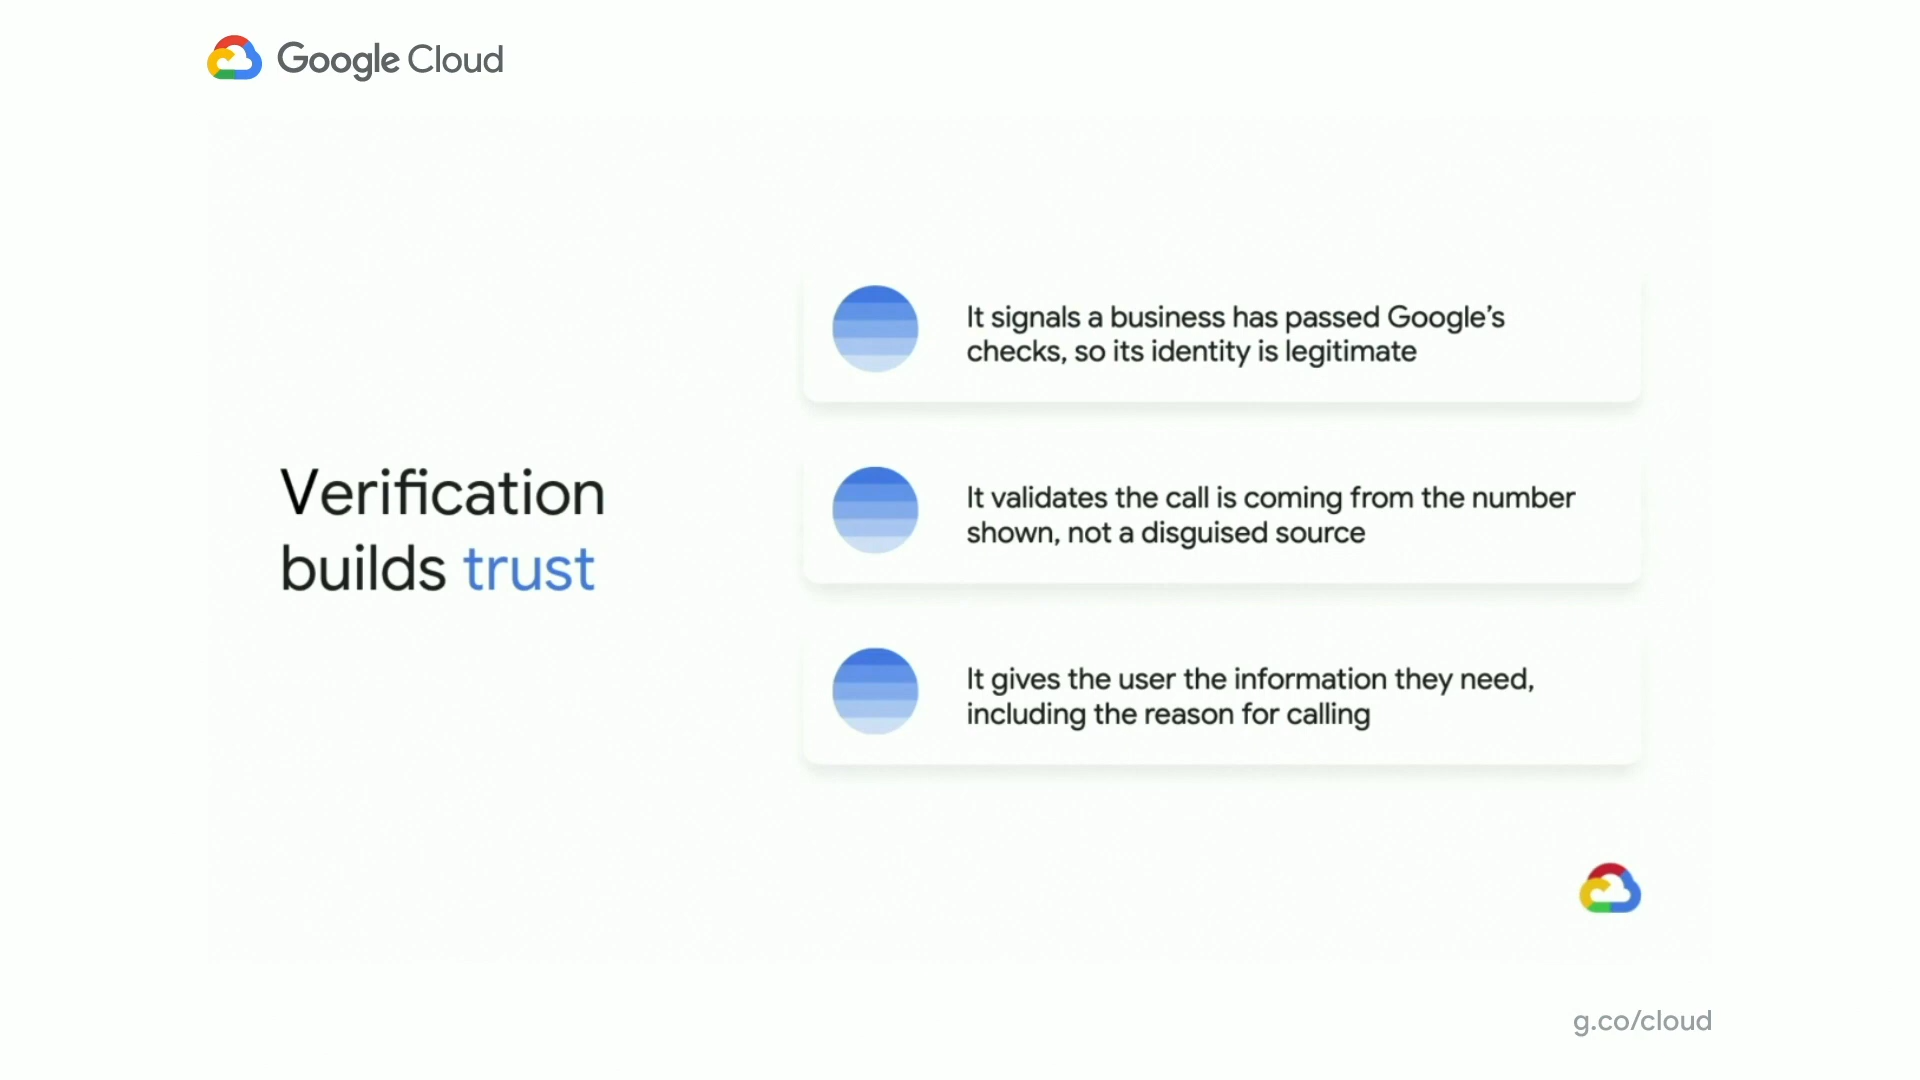 Google Cloud
Verification
builds trust
It signals a business has passed Google’s
checks, so its identity is legitimate
It validates the call is coming from the number
shown, not a disguised source
It gives the user the information they need,
including the reason for calling
g.co/cloud